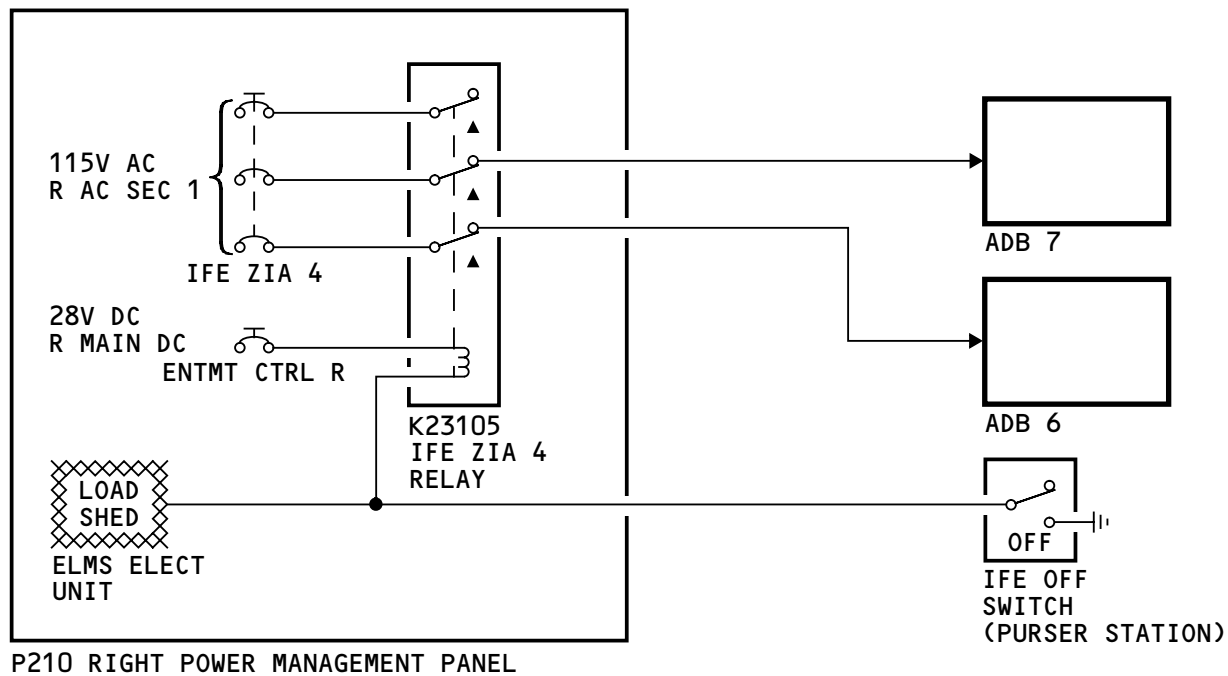 115V AC
R AC SEC 1
IFE ZIA 4
28V DC
R MAIN DC
ENTMT CTRL R
K23105
IFE ZIA 4
RELAY
LOAD
SHED
ELMS ELECT
UNIT
ADB 7
ADB 6
OFF
IFE OFF
SWITCH
(PURSER STATION)
P210 RIGHT POWER MANAGEMENT PANEL